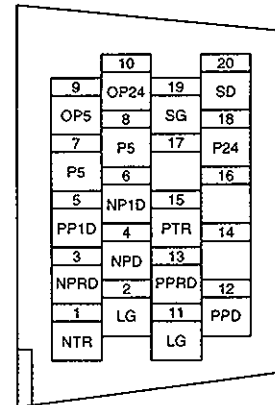 10 20
9 OP24 19 SD
OP5 8 SG 18
7 P5 17 P24
P5 6 16
5 NP1D 15
PP1D 4 PTR 14
3 NPD 13
NPRD 2 PPRD 12
1 LG 11 PPD
NTR LG